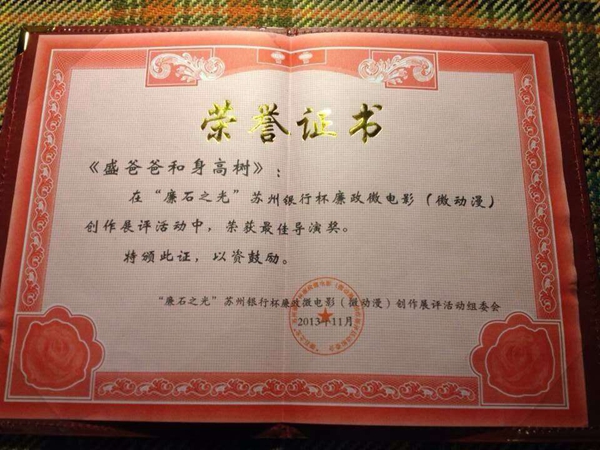 荣誉证书
《盛爸爸和身高树》：
在“廉石之光”苏州银行杯廉政微电影（微动漫）
创作展评活动中，荣获最佳导演奖。
特颁此证，以资鼓励。
“廉石之光”苏州银行杯廉政微电影（微动漫）创作展评活动组委会
2013年11月